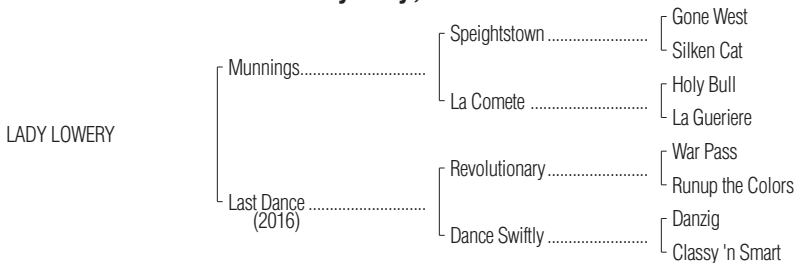 Gone West
Speightstown
Silken Cat
Munnings
Holy Bull
La Comete
La Gueriere
LADY LOWERY
War Pass
Revolutionary
Runup the Colors
Last Dance
(2016)
Danzig
Dance Swiftly
Classy 'n Smart